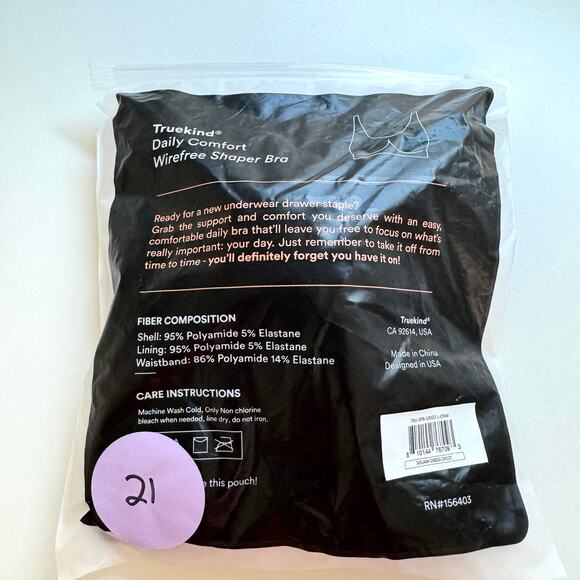 Truekind®
Daily Comfort
Wirefree Shaper Bra
Ready for a new underwear drawer staple?
Grab the support and comfort you deserve with an easy,
comfortable daily bra that'll leave you free to focus on what's
really important: your day. Just remember to take it off from
time to time - you'll definitely forget you have it on!
FIBER COMPOSITION
Shell: 95% Polyamide 5% Elastane
Lining: 95% Polyamide 5% Elastane
Waistband: 86% Polyamide 14% Elastane
Truekind®
CA 92614, USA
Made in China
Designed in USA
CARE INSTRUCTIONS
Machine Wash Cold, Only Non chlorine
bleach when needed, line dry, do not iron.
this pouch!
21
RN#156403